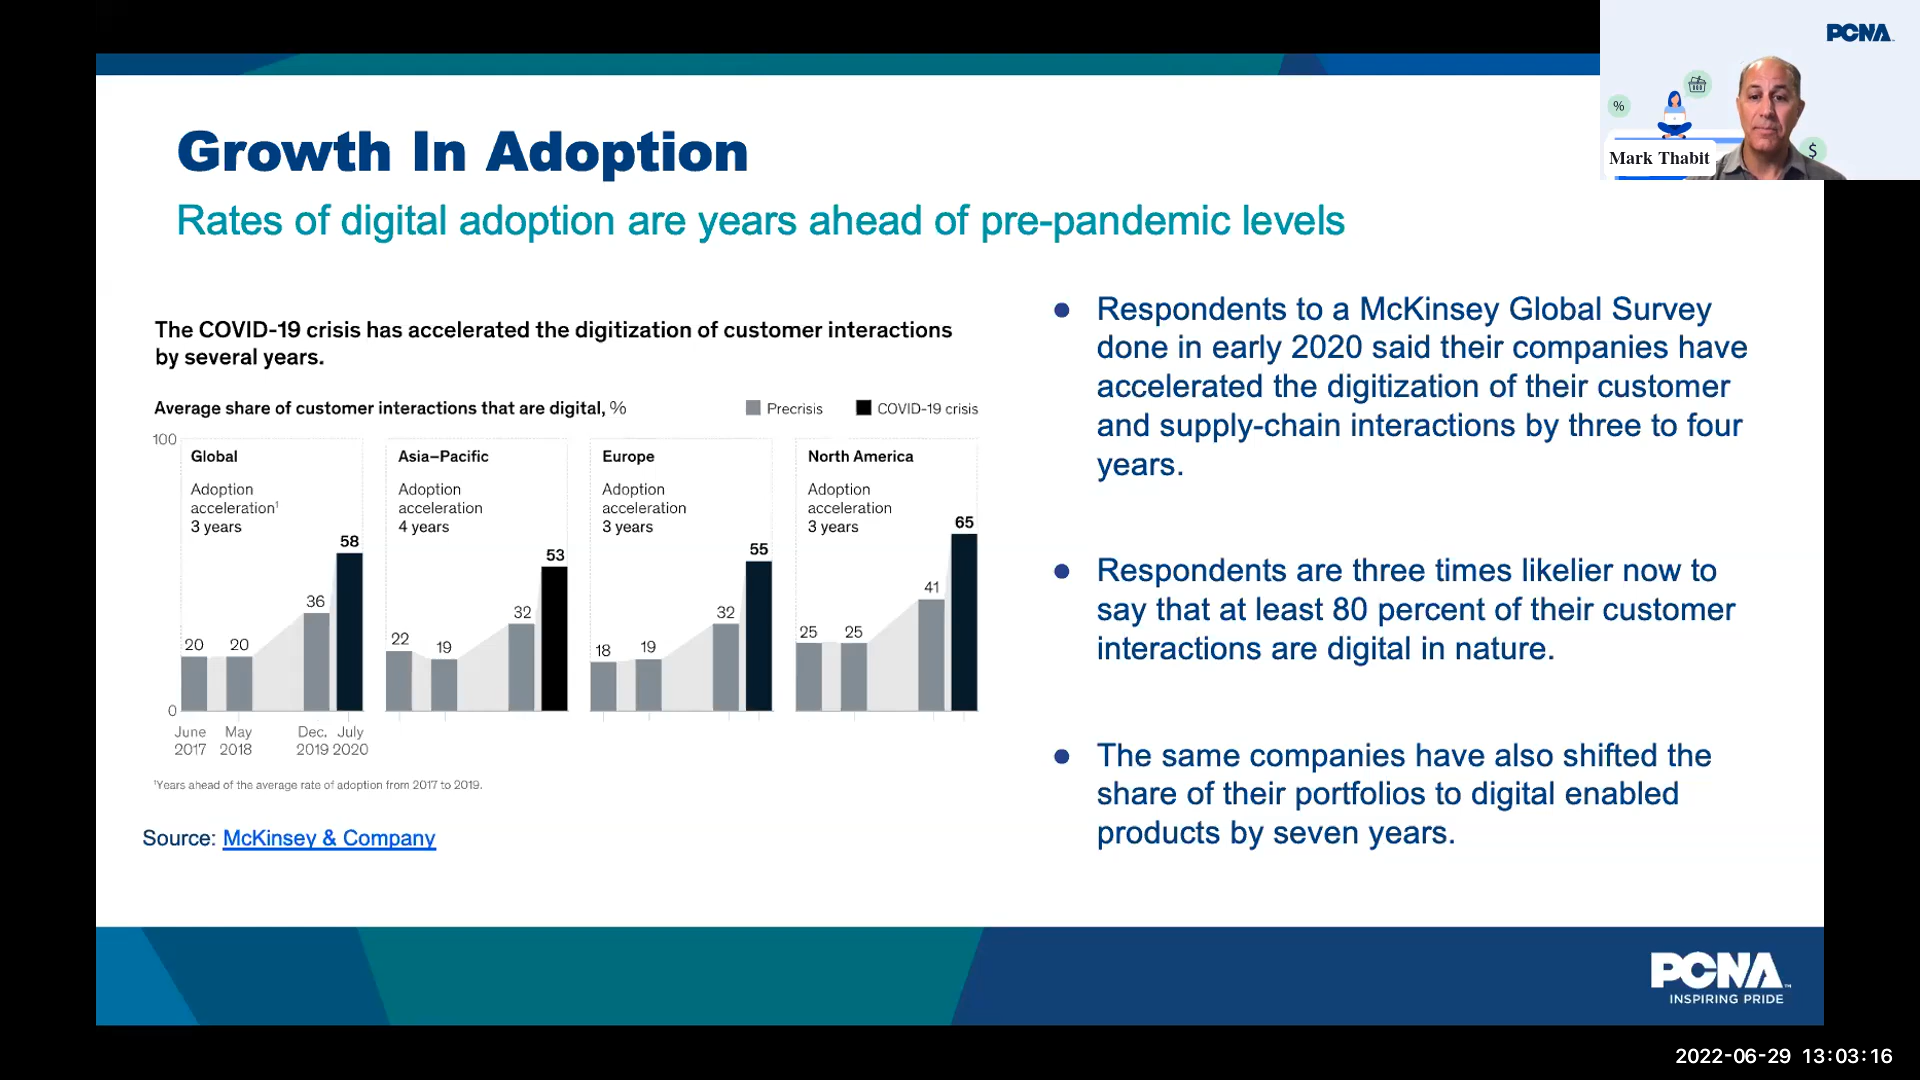 PCNA
%
$
Mark Thabit
Growth In Adoption
Rates of digital adoption are years ahead of pre-pandemic levels
The COVID-19 crisis has accelerated the digitization of customer interactions
by several years.
Average share of customer interactions that are digital, %
Precrisis
COVID-19 crisis
100
0
Global
Adoption
acceleration¹
3 years
20
20
36
58
June
2017
May
2018
Dec.
2019
July
2020
Asia–Pacific
Adoption
acceleration
4 years
22
19
32
53
Europe
Adoption
acceleration
3 years
18
19
32
55
North America
Adoption
acceleration
3 years
25
25
41
65
¹Years ahead of the average rate of adoption from 2017 to 2019.
Source: McKinsey & Company
● Respondents to a McKinsey Global Survey
done in early 2020 said their companies have
accelerated the digitization of their customer
and supply-chain interactions by three to four
years.
● Respondents are three times likelier now to
say that at least 80 percent of their customer
interactions are digital in nature.
● The same companies have also shifted the
share of their portfolios to digital enabled
products by seven years.
PCNA™
INSPIRING PRIDE
2022-06-29 13:03:16